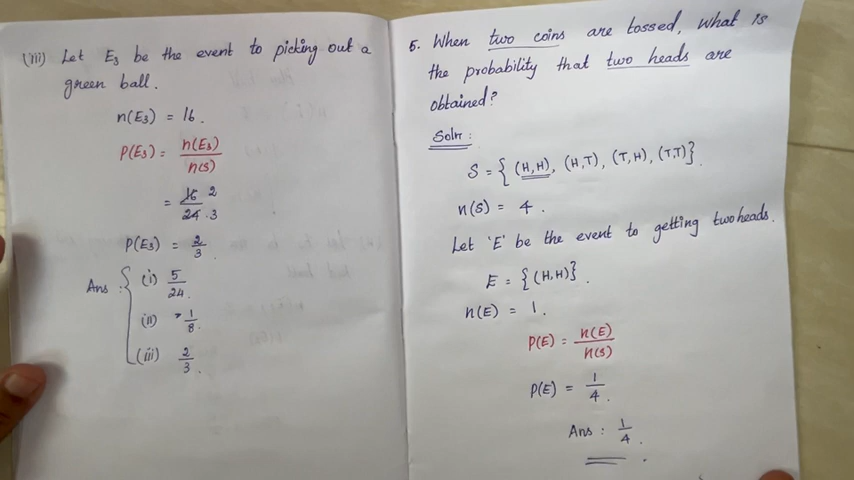 (iii) Let E3 be the event to picking out a
green ball.
n(E3) = 16.
P(E3) = n(E3)/n(S)
= 16/24 2/3
P(E3) = 2/3.
Ans : (i) 5/24.
(ii) 1/8.
(iii) 2/3.
5. When two coins are tossed, what is
the probability that two heads are
obtained?
Soln :
S = { (H,H), (H,T), (T,H), (T,T) }.
n(S) = 4.
Let 'E' be the event to getting two heads.
E = { (H,H) }.
n(E) = 1.
P(E) = n(E)/n(S)
P(E) = 1/4.
Ans : 1/4.